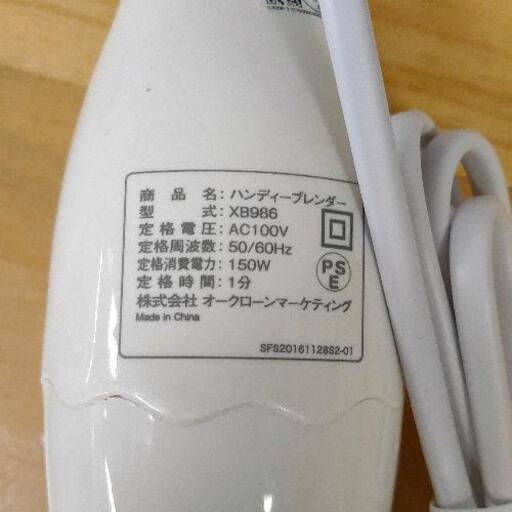 商品名：ハンディーブレンダー
型式：XB986
定格電圧：AC100V
定格周波数：50/60Hz
定格消費電力：150W
定格時間：1分
PS
E
株式会社 オークローンマーケティング
Made in China
SFS20161128S2-01